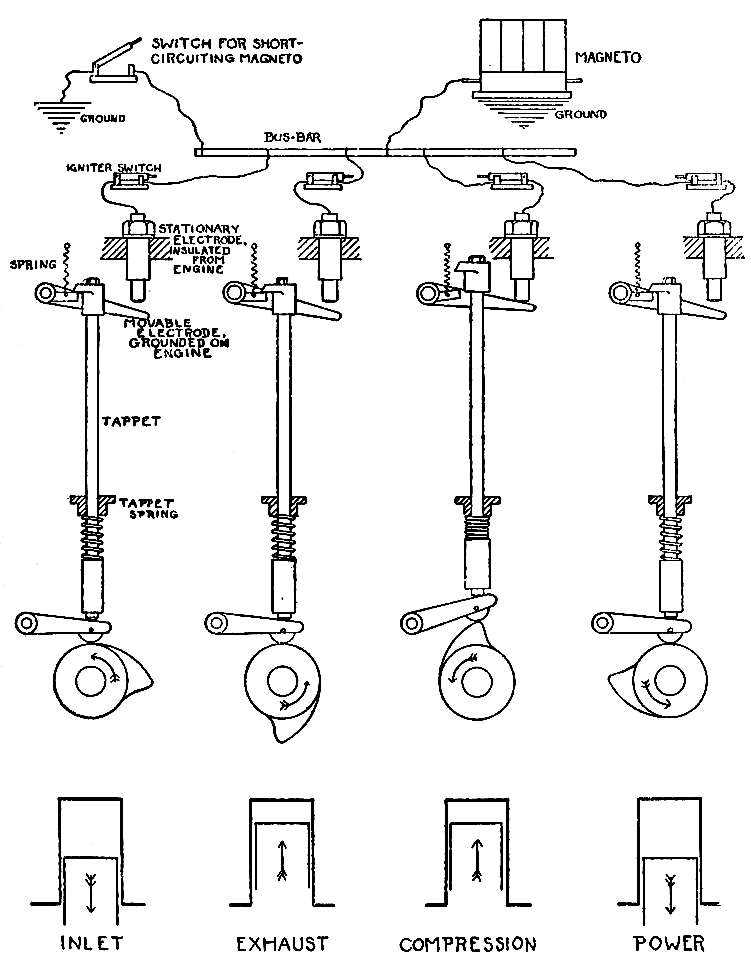 SWITCH FOR SHORT-
CIRCUITING MAGNETO
MAGNETO
GROUND
GROUND
BUS-BAR
IGNITER SWITCH
STATIONARY
ELECTRODE,
INSULATED
FROM
ENGINE
SPRING
MOVABLE
ELECTRODE,
GROUNDED ON
ENGINE
TAPPET
TAPPET
SPRING
INLET
EXHAUST
COMPRESSION
POWER